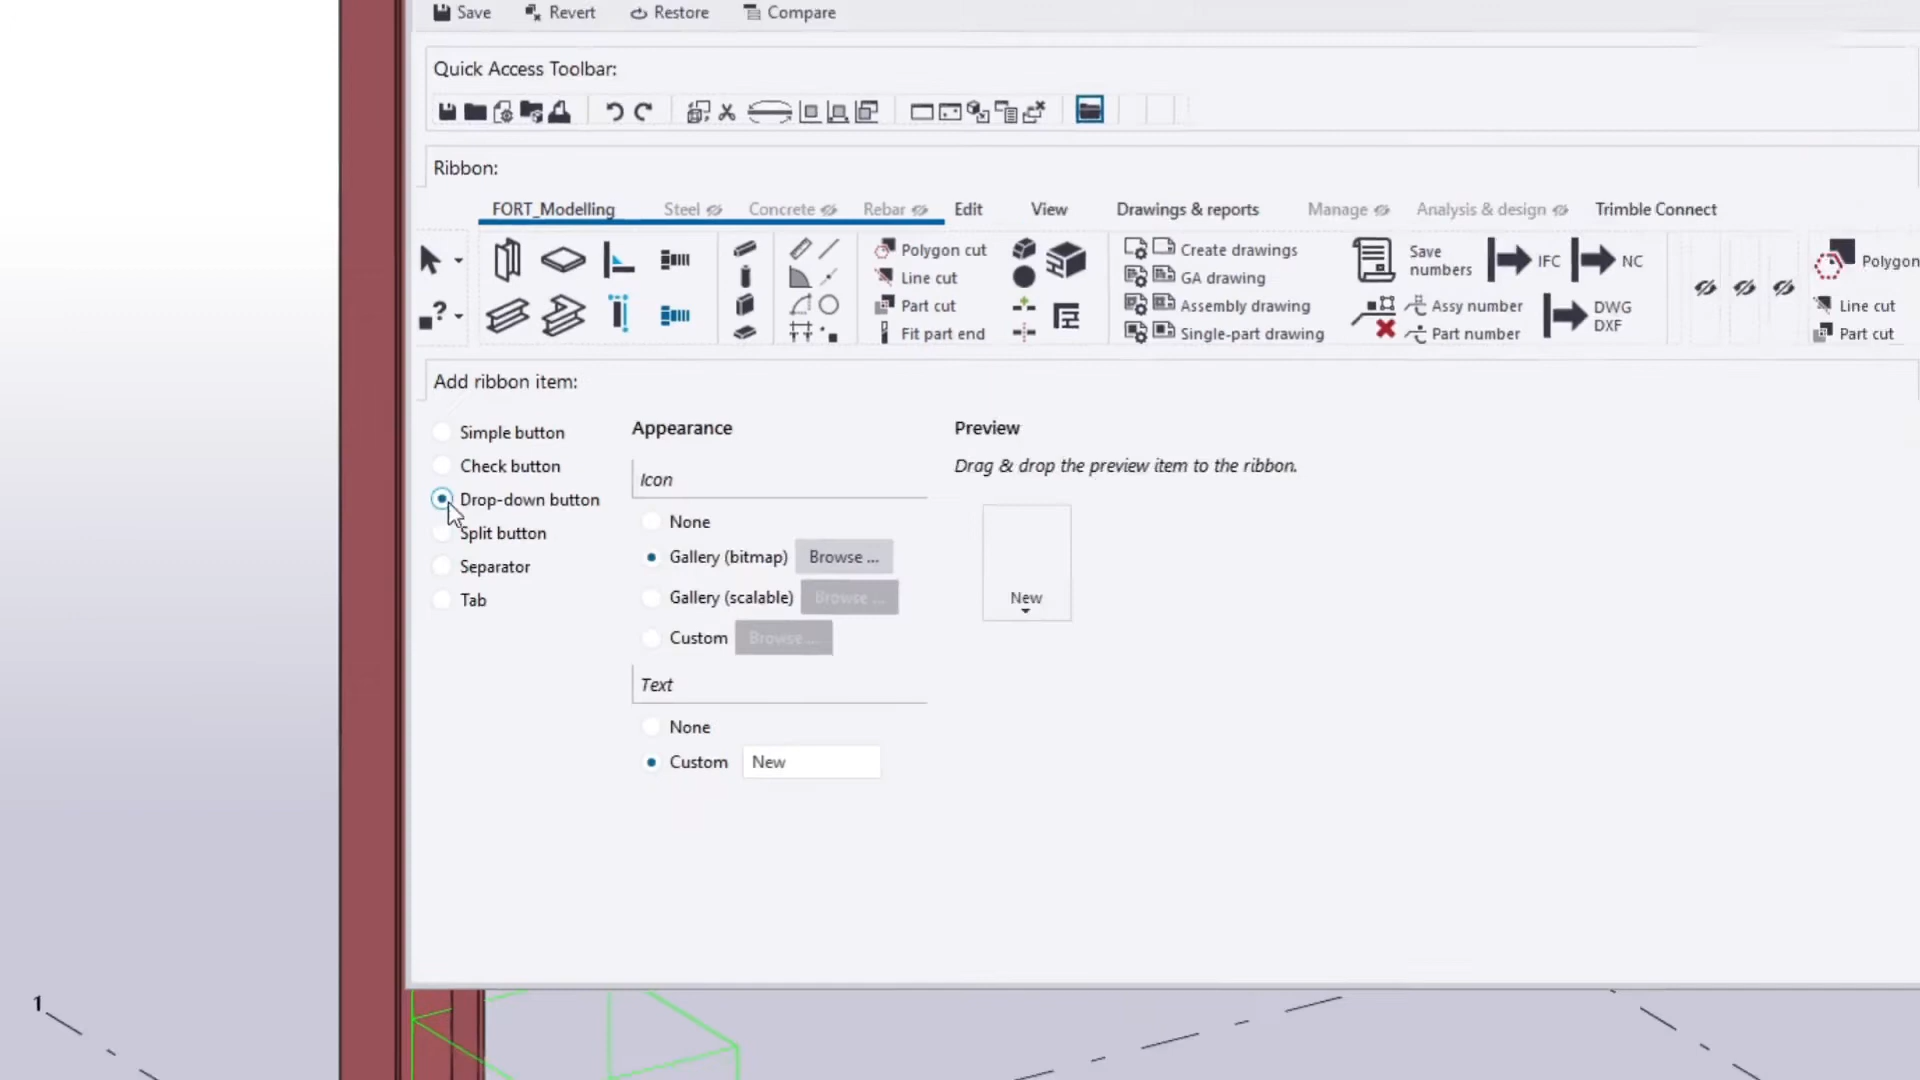 Save Revert Restore Compare
Quick Access Toolbar:
Ribbon:
FORT_Modelling Steel Concrete Rebar Edit View Drawings & reports Manage Analysis & design Trimble Connect
Polygon cut
Line cut
Part cut
Fit part end
Create drawings
GA drawing
Assembly drawing
Single-part drawing
Save
numbers
IFC
NC
Assy number
Part number
DWG
DXF
Polygon
Line cut
Part cut
?
Add ribbon item:
Simple button
Check button
Drop-down button
Split button
Separator
Tab
Appearance
Icon
None
Gallery (bitmap) Browse ...
Gallery (scalable) Browse ...
Custom Browse ...
Text
None
Custom New
Preview
Drag & drop the preview item to the ribbon.
New
1